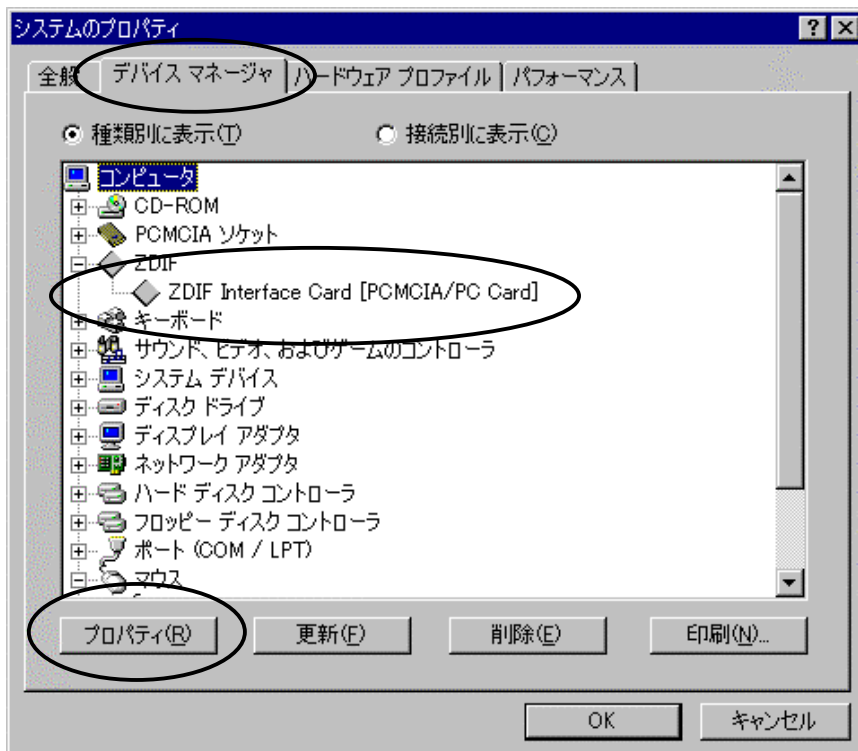 システムのプロパティ
全般 デバイス マネージャ ハードウェア プロファイル パフォーマンス
種類別に表示(T) 接続別に表示(C)
コンピュータ
CD-ROM
PCMCIA ソケット
ZDIF
ZDIF Interface Card [PCMCIA/PC Card]
キーボード
サウンド、ビデオ、およびゲームのコントローラ
システム デバイス
ディスク ドライブ
ディスプレイ アダプタ
ネットワーク アダプタ
ハード ディスク コントローラ
フロッピー ディスク コントローラ
ポート (COM / LPT)
マウス
プロパティ(R) 更新(F) 削除(E) 印刷(N)...
OK キャンセル